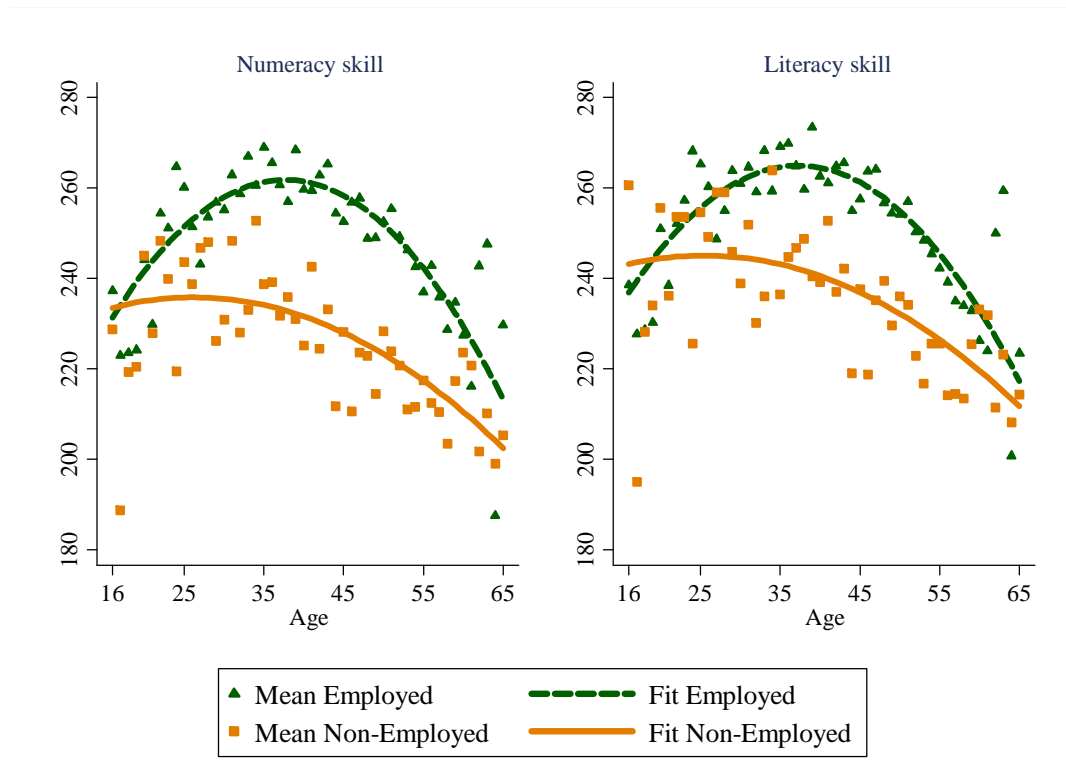 Numeracy skill
Literacy skill
280
260
240
220
200
180
16 25 35 45 55 65
Age
280
260
240
220
200
180
16 25 35 45 55 65
Age
Mean Employed
Fit Employed
Mean Non-Employed
Fit Non-Employed